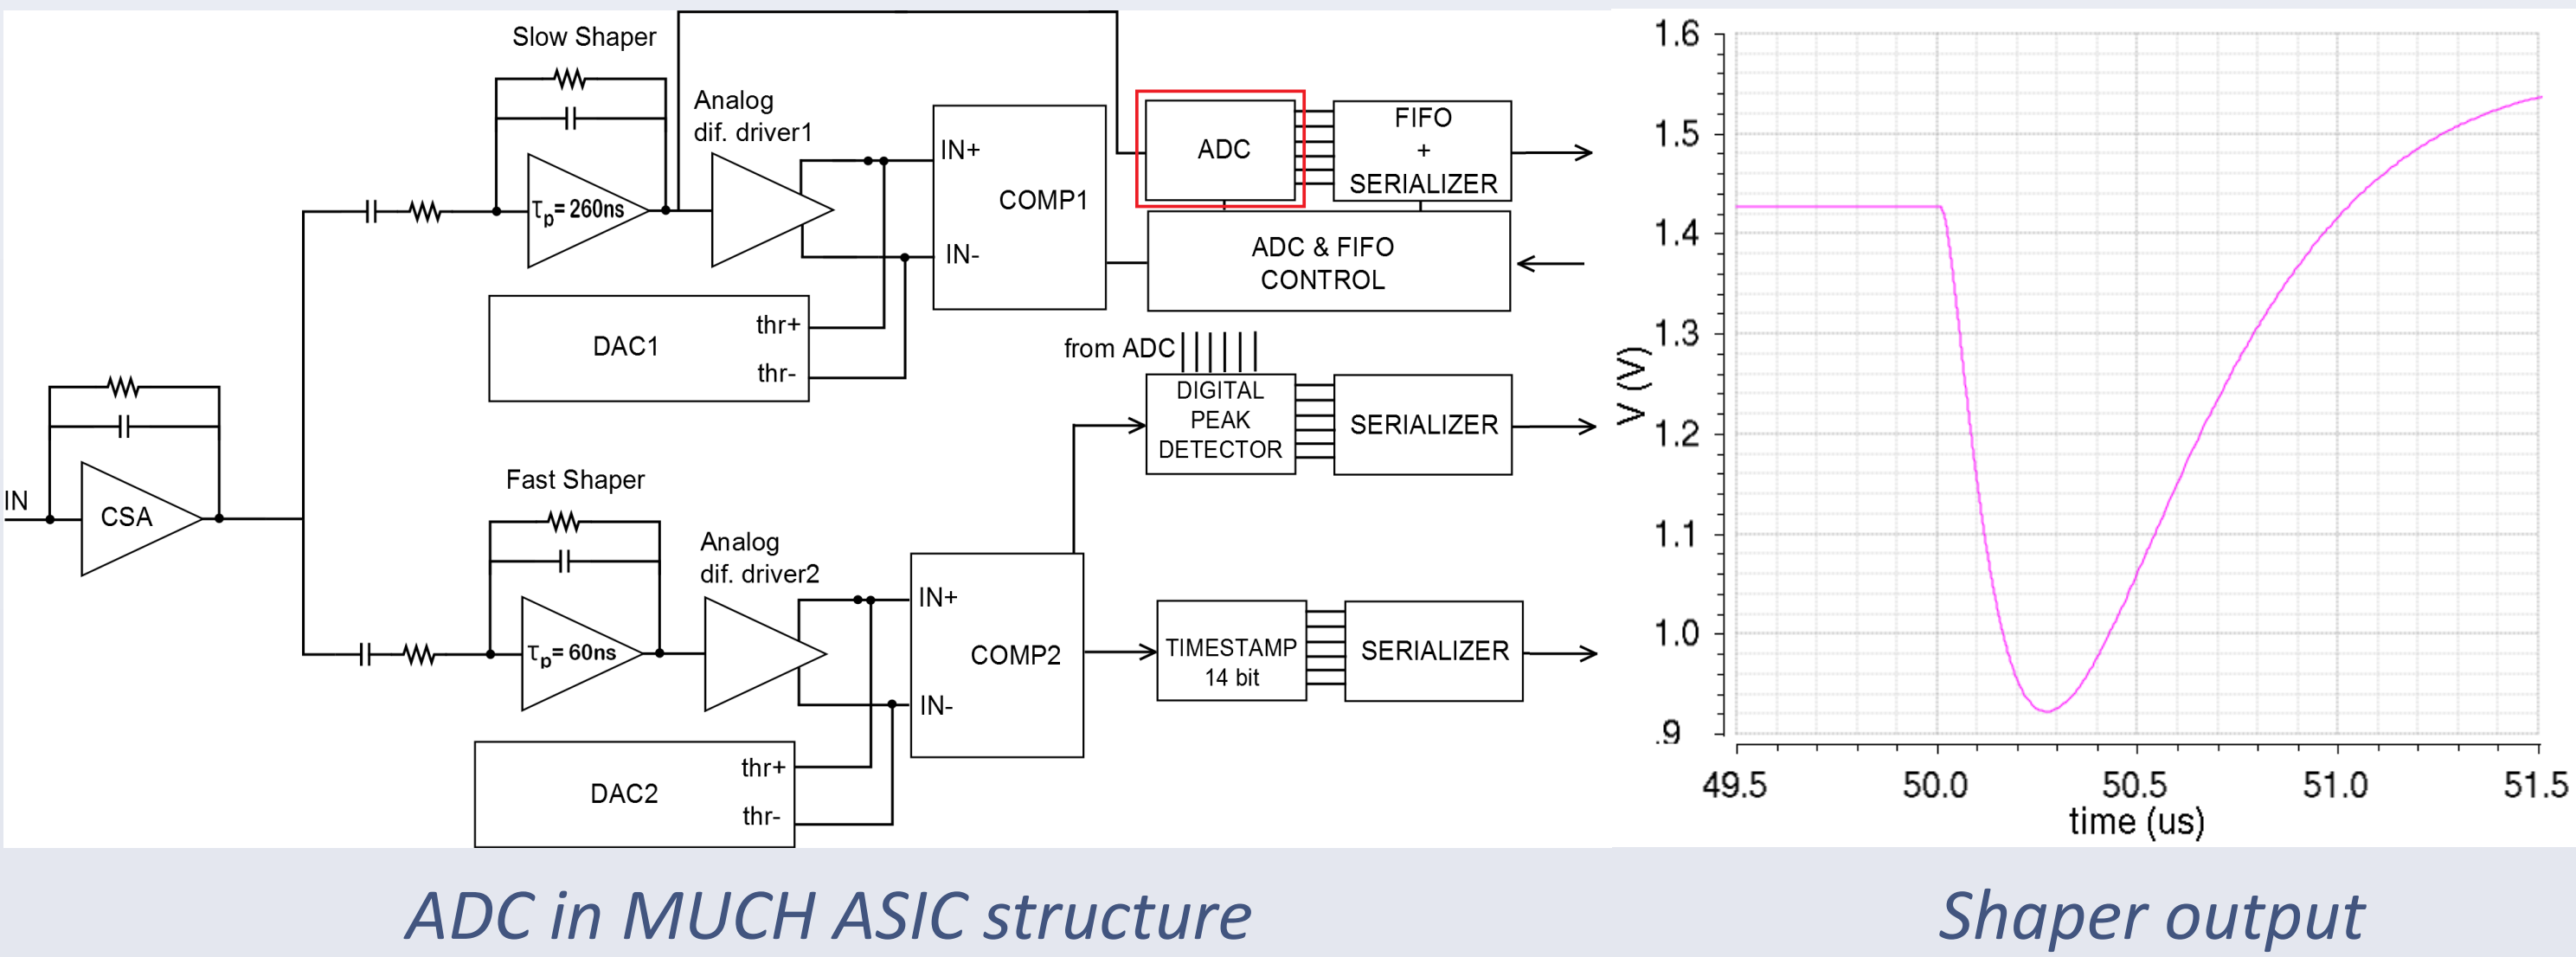 Slow Shaper
Analog
dif. driver1
τp= 260ns
IN+
COMP1
IN-
ADC
FIFO
+
SERIALIZER
ADC & FIFO
CONTROL
DAC1
thr+
thr-
from ADC
DIGITAL
PEAK
DETECTOR
SERIALIZER
IN
CSA
Fast Shaper
Analog
dif. driver2
τp= 60ns
IN+
COMP2
IN-
TIMESTAMP
14 bit
SERIALIZER
DAC2
thr+
thr-
1.6
1.5
1.4
1.3
1.2
1.1
1.0
.9
V (V)
49.5 50.0 50.5 51.0 51.5
time (us)
ADC in MUCH ASIC structure
Shaper output